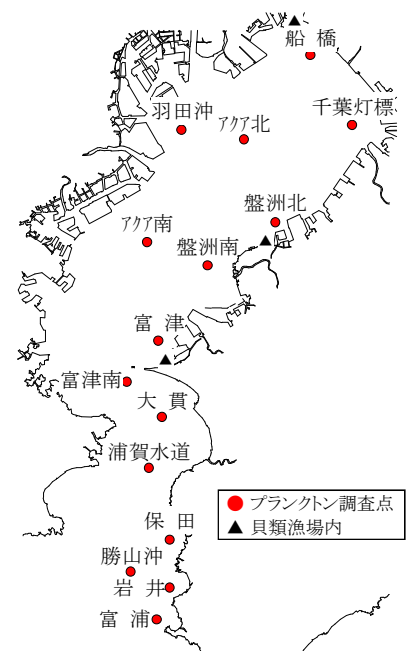 船 橋
羽田沖
アクア北
千葉灯標
盤洲北
アクア南
盤洲南
富 津
富津南
大 貫
浦賀水道
保 田
勝山沖
岩 井
富 浦
プランクトン調査点
貝類漁場内